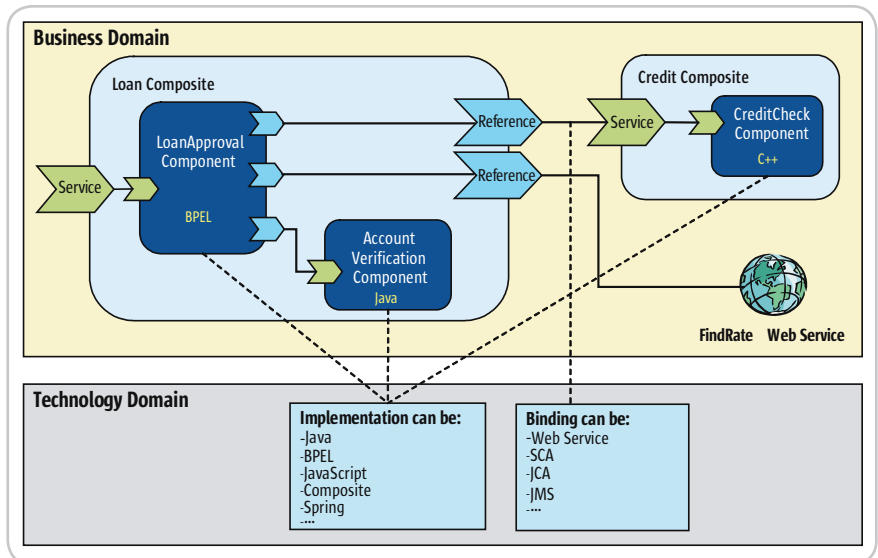 Business Domain
Loan Composite
Credit Composite
LoanApproval
Component
BPEL
Service
Reference
Reference
Service
CreditCheck
Component
C++
Account
Verification
Component
Java
FindRate Web Service
Technology Domain
Implementation can be:
-Java
-BPEL
-JavaScript
-Composite
-Spring
-...
Binding can be:
-Web Service
-SCA
-JCA
-JMS
-...